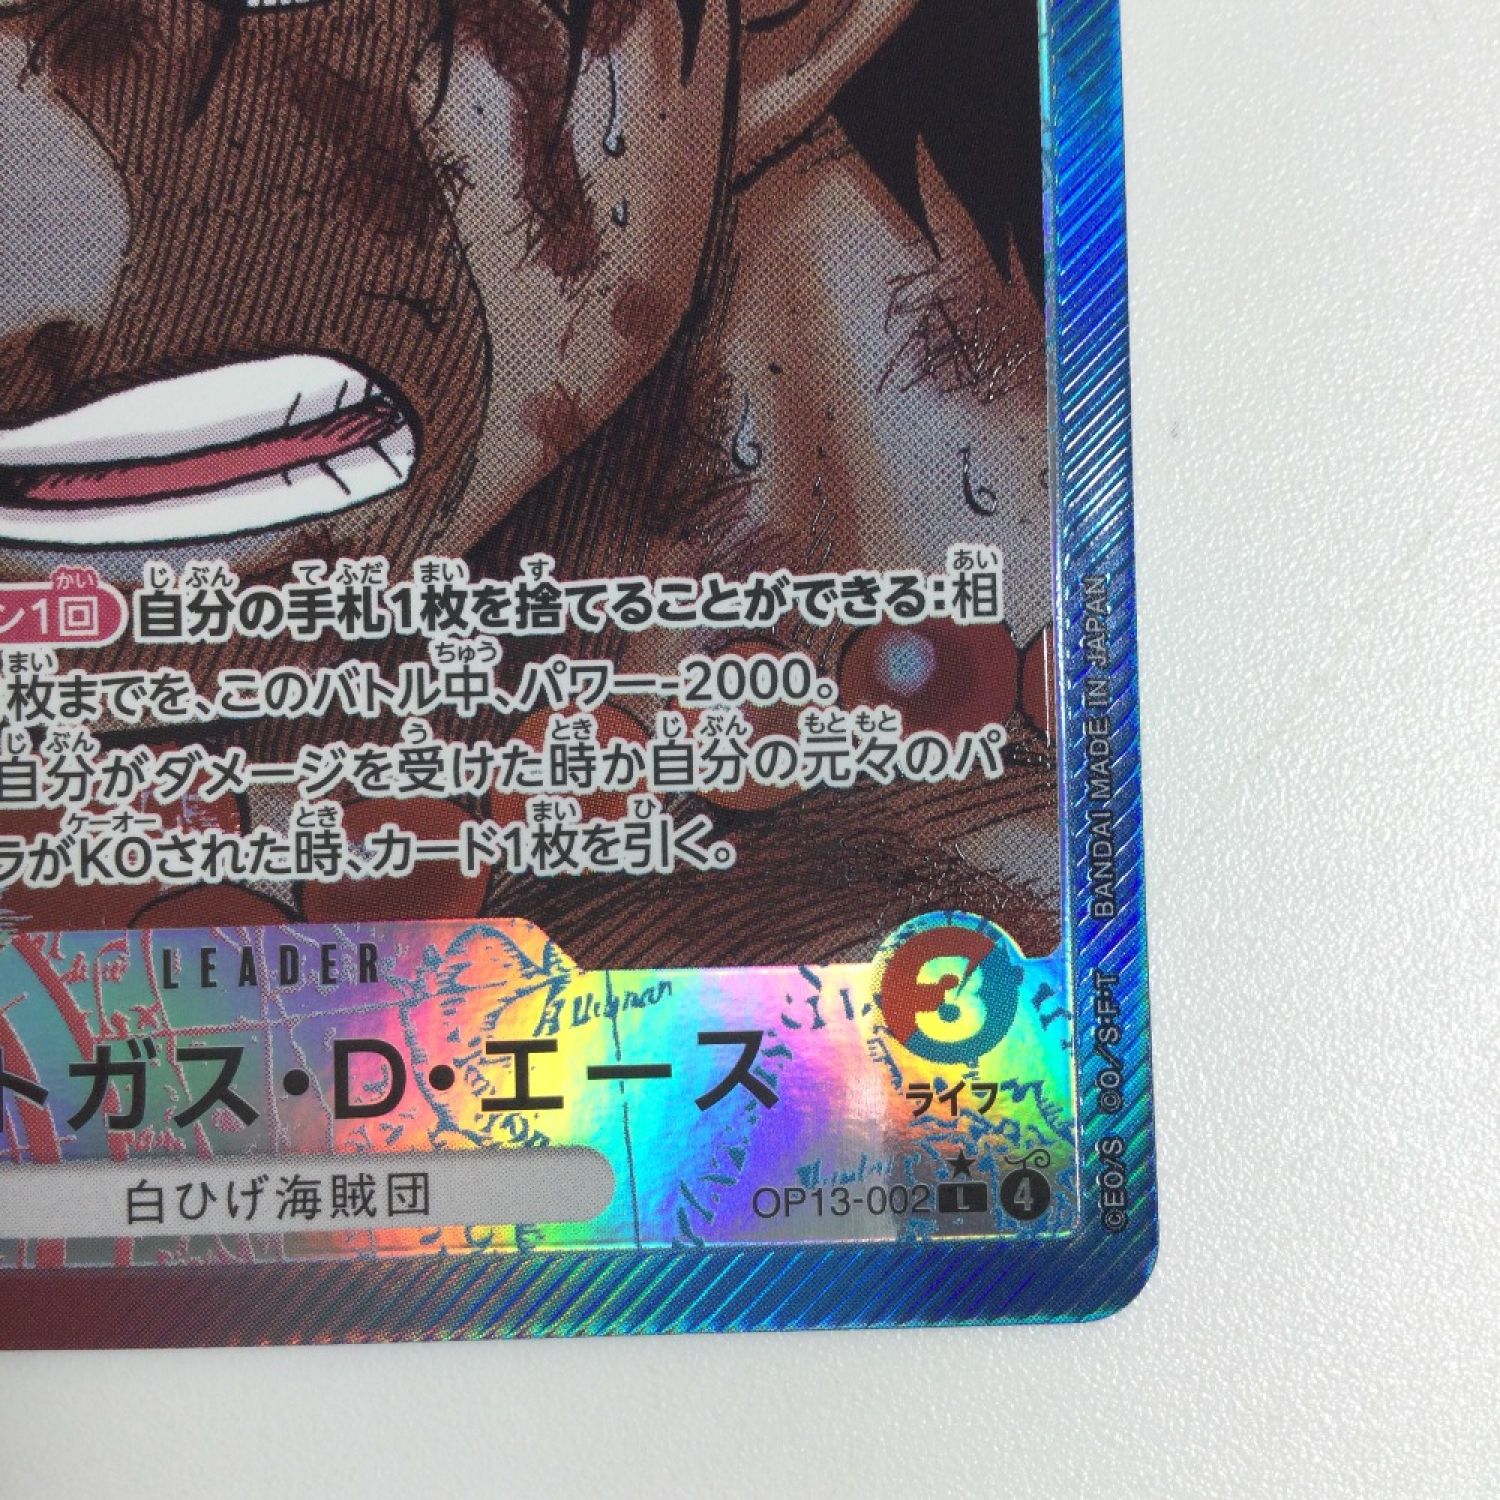 ン1回 自分の手札1枚を捨てることができる:相
枚までを、このバトル中、パワー-2000。
自分がダメージを受けた時か自分の元々のパ
ラがKOされた時、カード1枚を引く。
LEADER
トガス・D・エース
3
ライフ
白ひげ海賊団
OP13-002 L 4
©EO/S ©O/S・F・T BANDAI MADE IN JAPAN